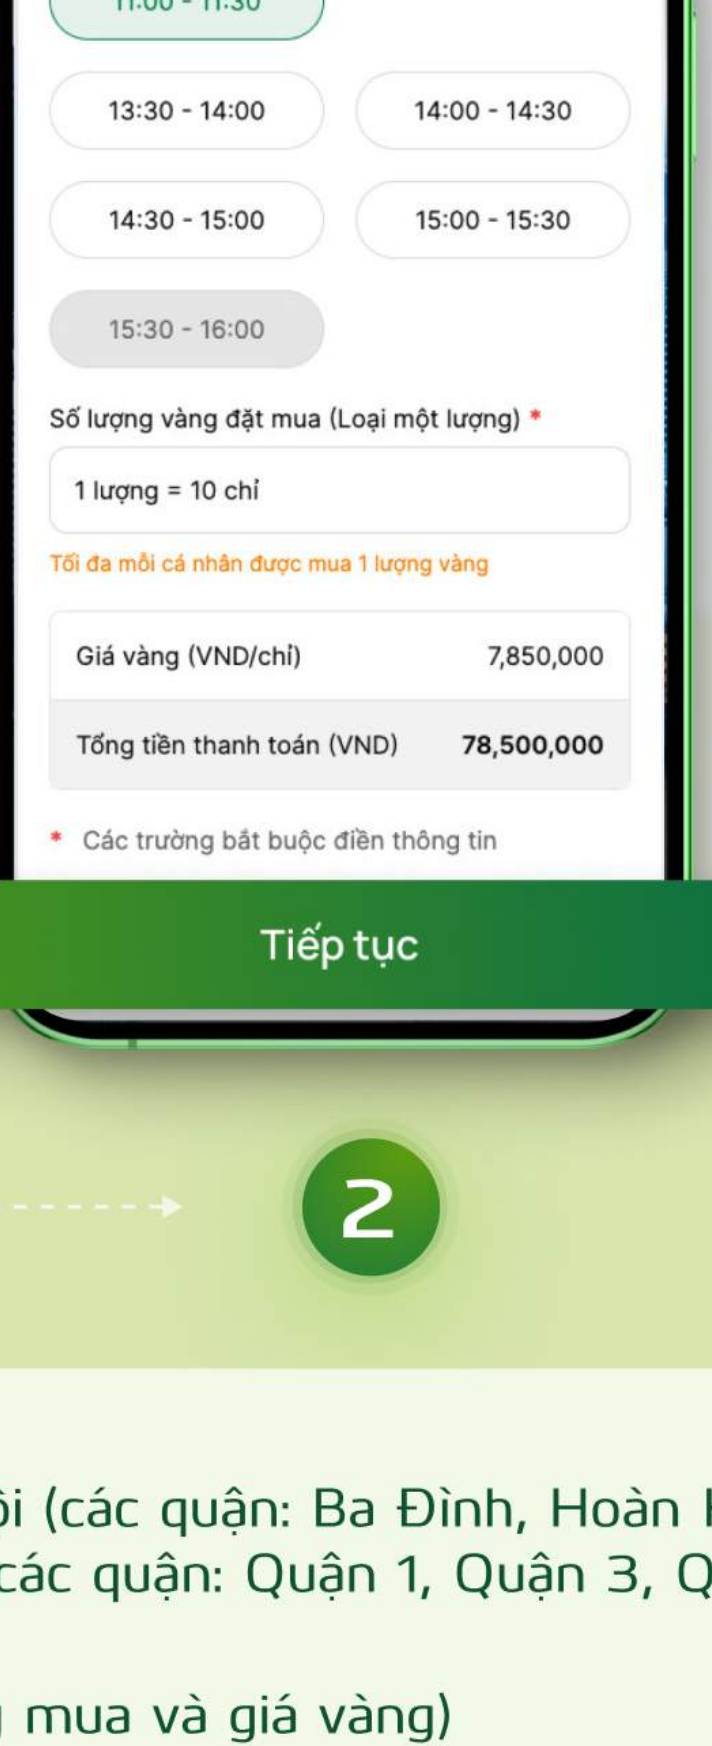 11:00 - 11:30
13:30 - 14:00 14:00 - 14:30
14:30 - 15:00 15:00 - 15:30
15:30 - 16:00
Số lượng vàng đặt mua (Loại một lượng) *
1 lượng = 10 chỉ
Tối đa mỗi cá nhân được mua 1 lượng vàng
Giá vàng (VND/chỉ) 7,850,000
Tổng tiền thanh toán (VND) 78,500,000
* Các trường bắt buộc điền thông tin
Tiếp tục
2
(các quận: Ba Đình, Hoàn
các quận: Quận 1, Quận 3,
mua và giá vàng)